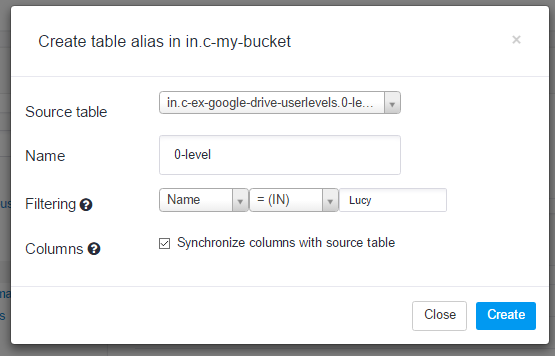 Create table alias in in.c-my-bucket
×
Source table
in.c-ex-google-drive-userlevels.0-le...
Name
0-level
Filtering ?
Name = (IN) Lucy
Columns ?
Synchronize columns with source table
Close Create